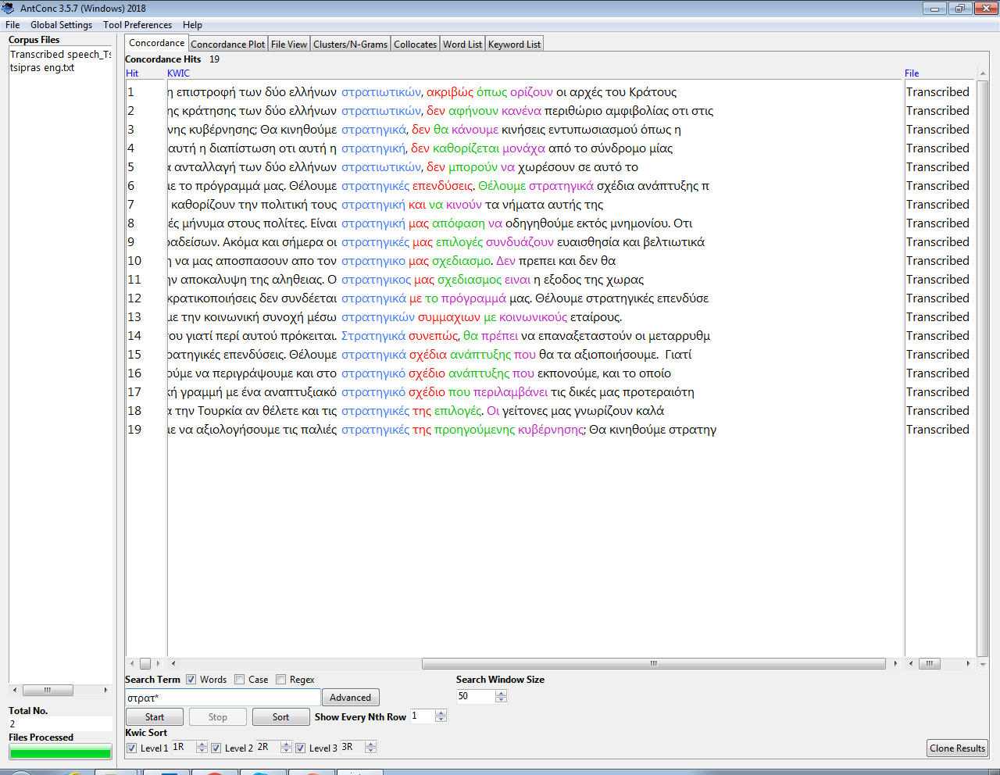 AntConc 3.5.7 (Windows) 2018
File Global Settings Tool Preferences Help
Corpus Files
Transcribed speech_Ts
tsipras eng.txt
Total No.
2
Files Processed
Concordance Concordance Plot File View Clusters/N-Grams Collocates Word List Keyword List
Concordance Hits 19
Hit KWIC File
1 η επιστροφή των δύο ελλήνων στρατιωτικών, ακριβώς όπως ορίζουν οι αρχές του Κράτους Transcribed
2 ης κράτησης των δύο ελλήνων στρατιωτικών, δεν αφήνουν κανένα περιθώριο αμφιβολίας οτι στις Transcribed
3 νης κυβέρνησης; Θα κινηθούμε στρατηγικά, δεν θα κάνουμε κινήσεις εντυπωσιασμού όπως η Transcribed
4 αυτή η διαπίστωση οτι αυτή η στρατηγική, δεν καθορίζεται μονάχα από το σύνδρομο μίας Transcribed
5 α ανταλλαγή των δύο ελλήνων στρατιωτικών, δεν μπορούν να χωρέσουν σε αυτό το Transcribed
6 με το πρόγραμμά μας. Θέλουμε στρατηγικές επενδύσεις. Θέλουμε στρατηγικά σχέδια ανάπτυξης π Transcribed
7 καθορίζουν την πολιτική τους στρατηγική και να κινούν τα νήματα αυτής της Transcribed
8 ές μήνυμα στους πολίτες. Είναι στρατηγική μας απόφαση να οδηγηθούμε εκτός μνημονίου. Οτι Transcribed
9 αδείσων. Ακόμα και σήμερα οι στρατηγικές μας επιλογές συνδυάζουν ευαισθησία και βελτιωτικά Transcribed
10 η να μας αποσπασουν απο τον στρατηγικο μας σχεδιασμο. Δεν πρεπει και δεν θα Transcribed
11 ην αποκαλυψη της αληθειας. Ο στρατηγικος μας σχεδιασμος ειναι η εξοδος της χωρας Transcribed
12 κρατικοποιήσεις δεν συνδέεται στρατηγικά με το πρόγραμμά μας. Θέλουμε στρατηγικές επενδύσε Transcribed
13 με την κοινωνική συνοχή μέσω στρατηγικών συμμαχιων με κοινωνικούς εταίρους. Transcribed
14 του γιατί περί αυτού πρόκειται. Στρατηγικά συνεπώς, θα πρέπει να επαναξεταστούν οι μεταρρυθμ Transcribed
15 ρατηγικές επενδύσεις. Θέλουμε στρατηγικά σχέδια ανάπτυξης που θα τα αξιοποιήσουμε. Γιατί Transcribed
16 ούμε να περιγράψουμε και στο στρατηγικό σχέδιο ανάπτυξης που εκπονούμε, και το οποίο Transcribed
17 κή γραμμή με ένα αναπτυξιακό στρατηγικό σχέδιο που περιλαμβάνει τις δικές μας προτεραιότη Transcribed
18 α την Τουρκία αν θέλετε και τις στρατηγικές της επιλογές. Οι γείτονες μας γνωρίζουν καλά Transcribed
19 με να αξιολογήσουμε τις παλιές στρατηγικές της προηγούμενης κυβέρνησης; Θα κινηθούμε στρατηγ Transcribed
Search Term Words Case Regex Search Window Size
στρατ* Advanced 50
Start Stop Sort Show Every Nth Row 1
Kwic Sort
Level 1 1R Level 2 2R Level 3 3R Clone Results